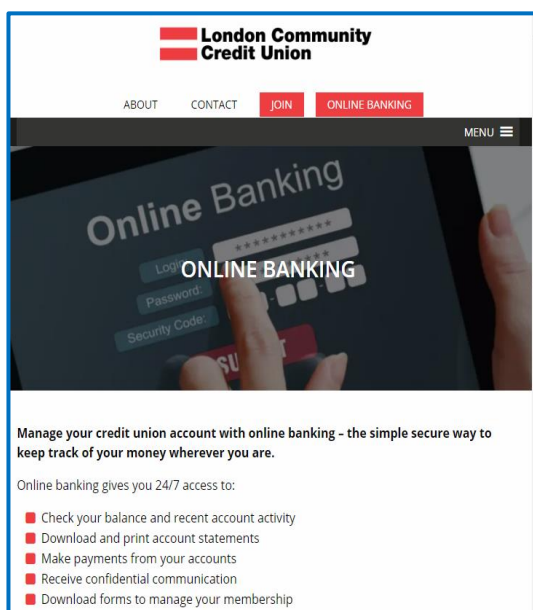 London Community
Credit Union
ABOUT CONTACT JOIN ONLINE BANKING
MENU
Online Banking
Login: ***********
ONLINE BANKING
Password:
Security Code:
Manage your credit union account with online banking – the simple secure way to
keep track of your money wherever you are.
Online banking gives you 24/7 access to:
Check your balance and recent account activity
Download and print account statements
Make payments from your accounts
Receive confidential communication
Download forms to manage your membership